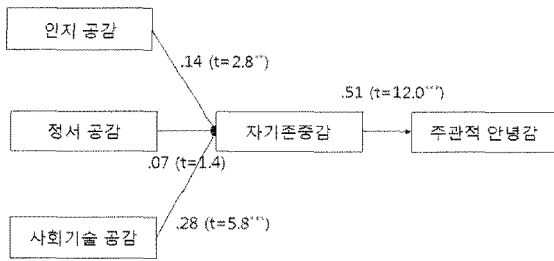 인지 공감
.14 (t=2.8**)
.51 (t=12.0***)
정서 공감
자기존중감
주관적 안녕감
.07 (t=1.4)
.28 (t=5.8***)
사회기술 공감